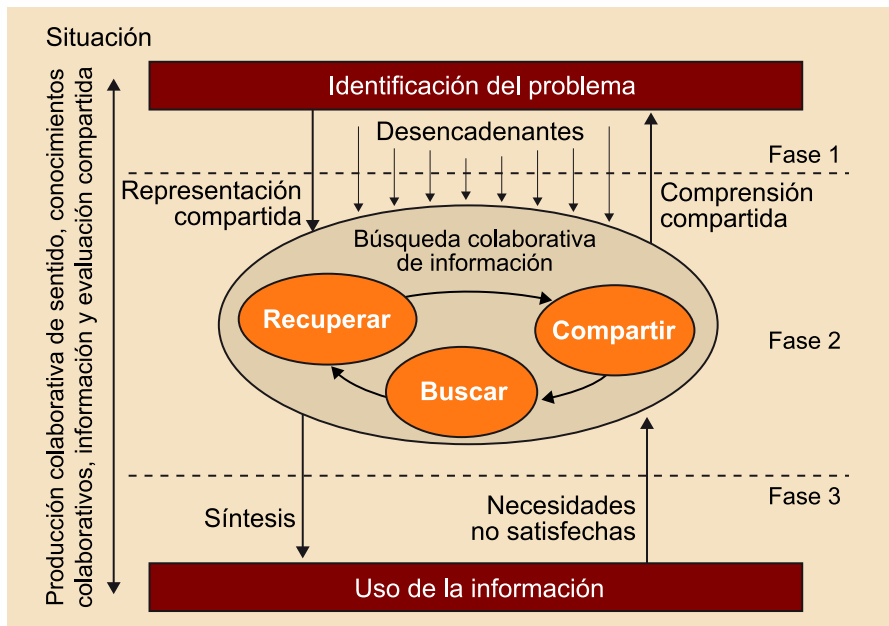 Situación
Producción colaborativa de sentido, conocimientos
colaborativos, información y evaluación compartida
Identificación del problema
Desencadenantes
Fase 1
Representación
compartida
Comprensión
compartida
Búsqueda colaborativa
de información
Recuperar
Compartir
Buscar
Fase 2
Fase 3
Síntesis
Necesidades
no satisfechas
Uso de la información